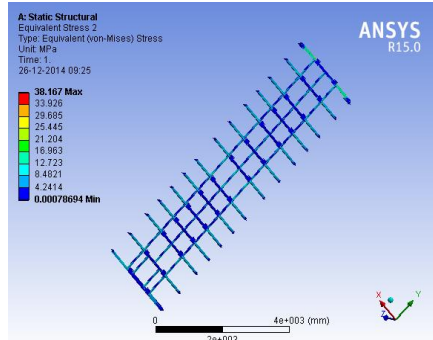 A: Static Structural
Equivalent Stress 2
Type: Equivalent (von-Mises) Stress
Unit: MPa
Time: 1.
26-12-2014 09:25
38.167 Max
33.926
29.685
25.445
21.204
16.963
12.723
8.4821
4.2414
0.00078694 Min
ANSYS
R15.0
0
4e+003 (mm)
2e+003
X
Y
Z